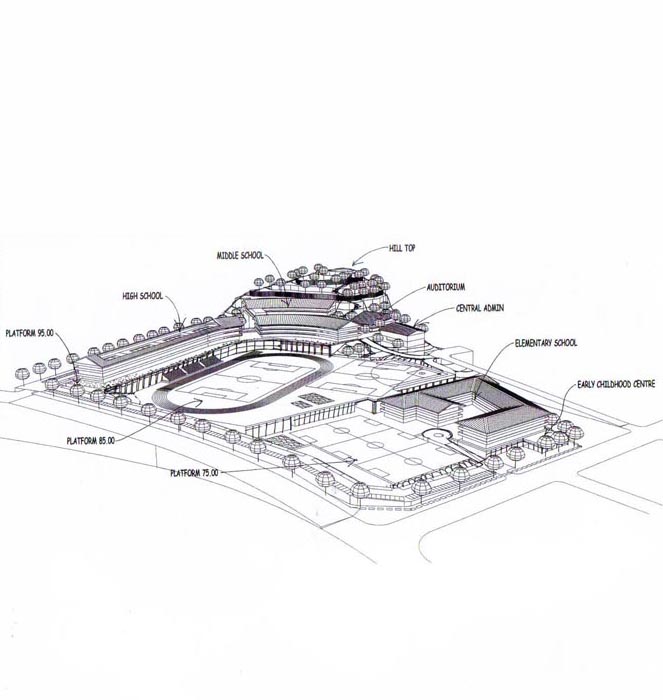 HILL TOP
MIDDLE SCHOOL
AUDITORIUM
HIGH SCHOOL
CENTRAL ADMIN
PLATFORM 95.00
ELEMENTARY SCHOOL
EARLY CHILDHOOD CENTRE
PLATFORM 85.00
PLATFORM 75.00